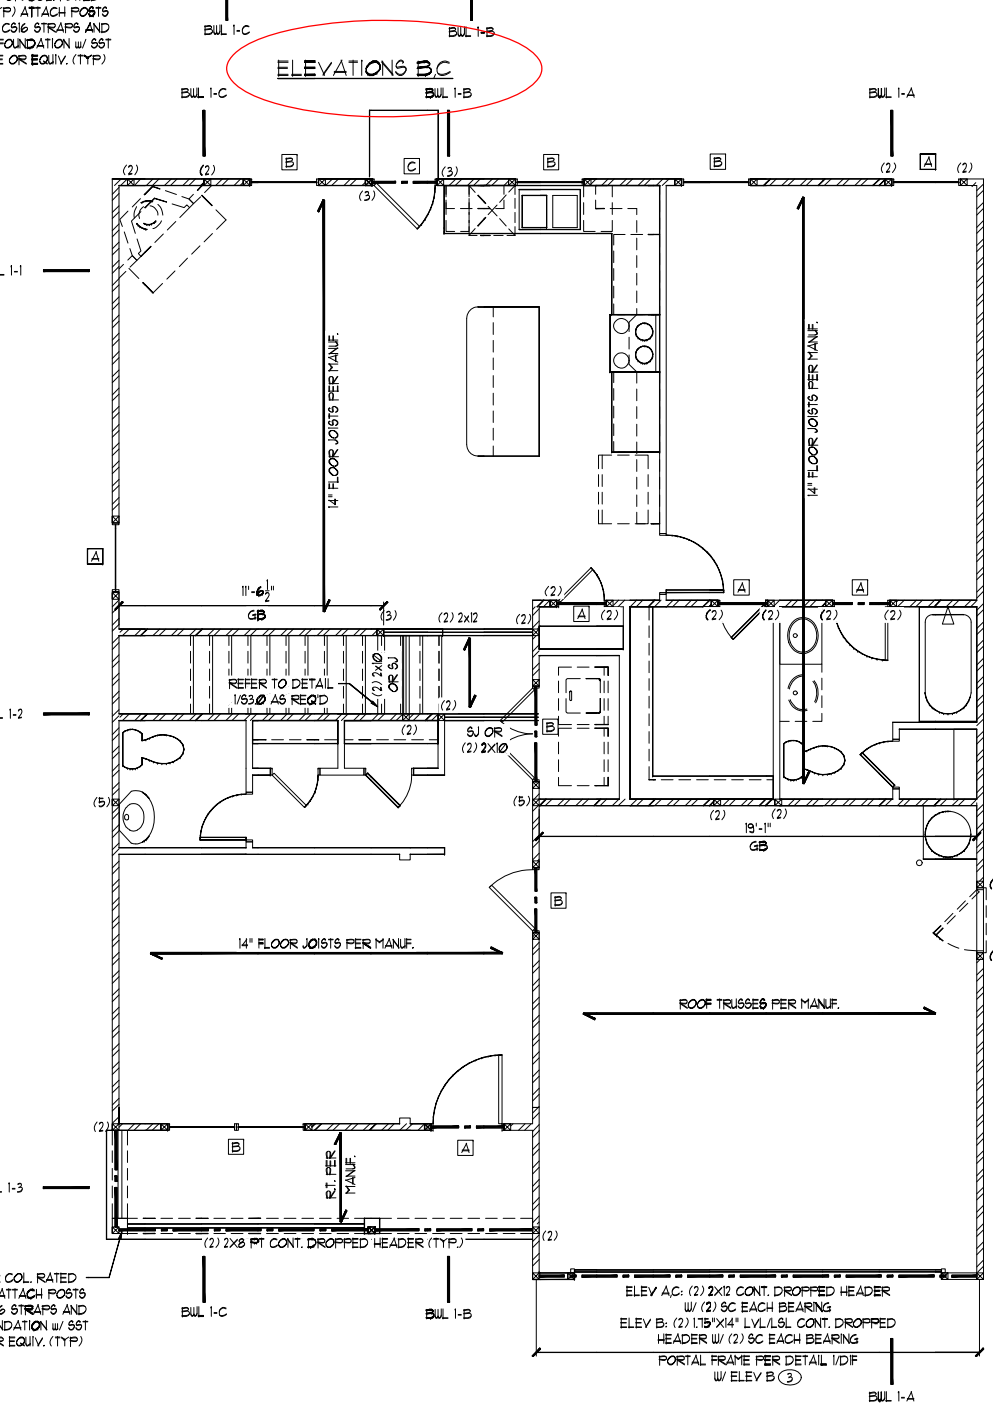 P) ATTACH POSTS
CS16 STRAPS AND
FOUNDATION W/ SST
E OR EQUIV. (TYP)
BWL 1-C
BWL 1-B
ELEVATIONS B,C
BWL 1-C
BWL 1-B
BWL 1-A
(2)
(2)
B
C
(3)
(3)
B
B
(2)
A
(2)
L 1-1
14" FLOOR JOISTS PER MANUF.
14" FLOOR JOISTS PER MANUF.
A
11'-6 1/2"
GB
(3)
(2) 2x12
(2)
(2)
A
(2)
A
(2)
(2)
A
(2)
(2)
REFER TO DETAIL
1/S3.0 AS REQ'D
(2) 2x10
OR SJ
L 1-2
(2)
(2)
SJ OR
(2) 2X10
B
(5)
(5)
(2)
(2)
19'-1"
GB
B
14" FLOOR JOISTS PER MANUF.
ROOF TRUSSES PER MANUF.
(2)
B
A
R.T. PER
MANUF.
L 1-3
(2) 2X8 PT CONT. DROPPED HEADER (TYP.)
(2)
COL. RATED
ATTACH POSTS
6 STRAPS AND
NDATION W/ SST
R EQUIV. (TYP)
BWL 1-C
BWL 1-B
ELEV A,C: (2) 2X12 CONT. DROPPED HEADER
W/ (2) SC EACH BEARING
ELEV B: (2) 1.75"X14" LVL/LSL CONT. DROPPED
HEADER W/ (2) SC EACH BEARING
PORTAL FRAME PER DETAIL 1/DIF
W/ ELEV B 3
BWL 1-A